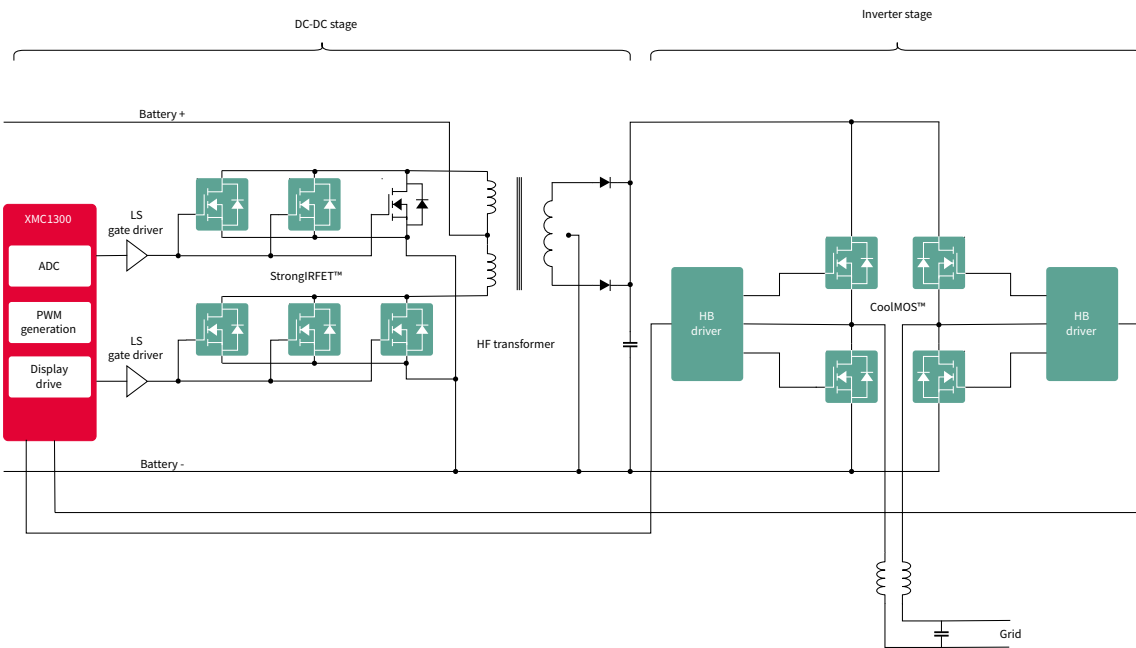 Inverter stage
DC-DC stage
Battery +
XMC1300
ADC
PWM
generation
Display
drive
LS
gate driver
StrongIRFET™
LS
gate driver
HF transformer
HB
driver
CoolMOS™
HB
driver
Battery -
Grid